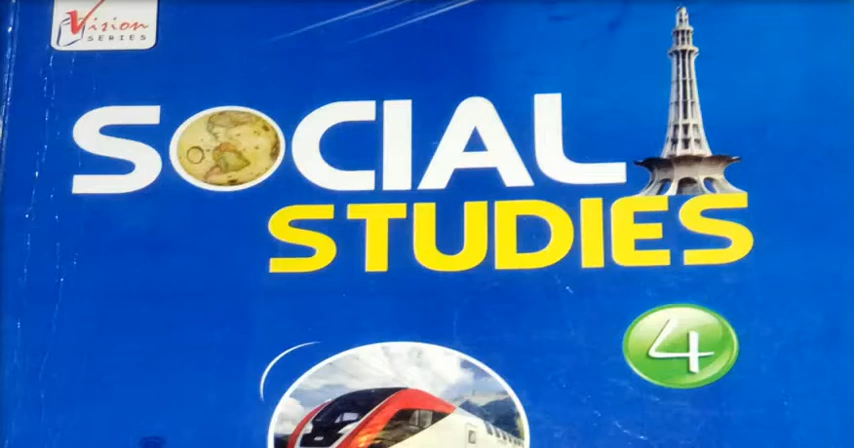 Vision
SERIES
SOCIAL
STUDIES
4